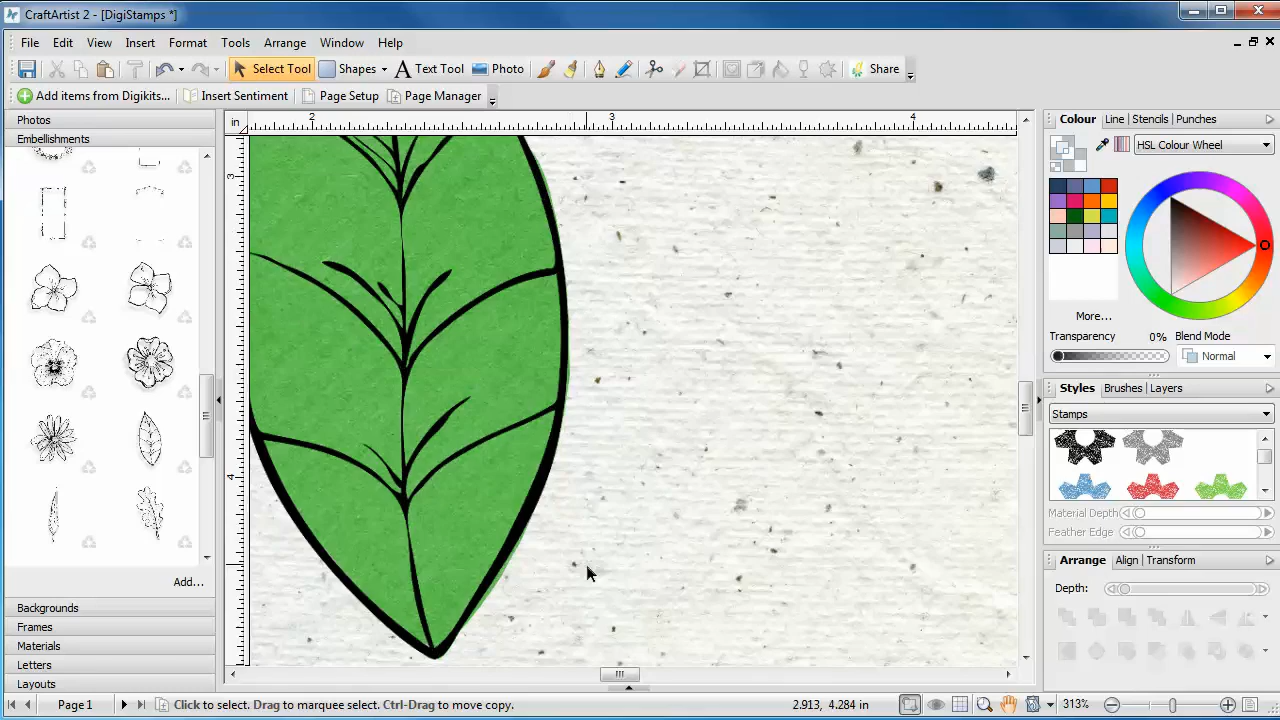 CraftArtist 2 - [DigiStamps *]
File Edit View Insert Format Tools Arrange Window Help
Select Tool Shapes Text Tool Photo Share
Add items from Digikits... Insert Sentiment Page Setup Page Manager
Photos
Embellishments
Add...
Backgrounds
Frames
Materials
Letters
Layouts
in 2 3 4
3
4
Colour Line | Stencils | Punches
HSL Colour Wheel
More...
Transparency 0% Blend Mode
Normal
Styles Brushes | Layers
Stamps
Material Depth
Feather Edge
Arrange Align | Transform
Depth:
Page 1 Click to select. Drag to marquee select. Ctrl-Drag to move copy. 2.913, 4.284 in 313%